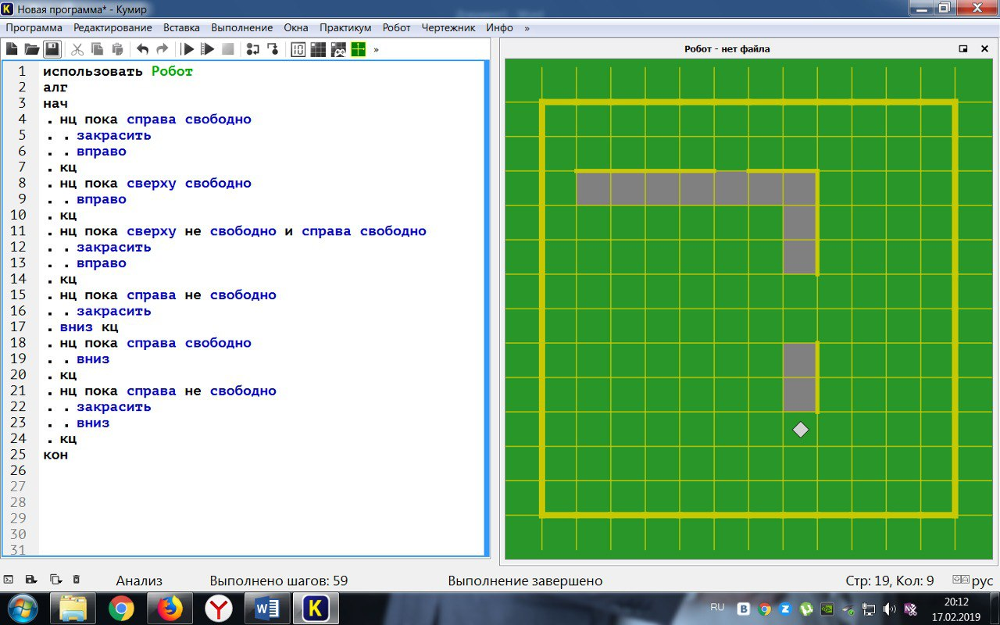 Новая программа* - Кумир
Программа Редактирование Вставка Выполнение Окна Практикум Робот Чертежник Инфо »
»
Робот - нет файла
1 использовать Робот
2 алг
3 нач
4 . нц пока справа свободно
5 . . закрасить
6 . . вправо
7 . кц
8 . нц пока сверху свободно
9 . . вправо
10 . кц
11 . нц пока сверху не свободно и справа свободно
12 . . закрасить
13 . . вправо
14 . кц
15 . нц пока справа не свободно
16 . . закрасить
17 . вниз кц
18 . нц пока справа свободно
19 . . вниз
20 . кц
21 . нц пока справа не свободно
22 . . закрасить
23 . . вниз
24 . кц
25 кон
26
27
28
29
30
31
Анализ Выполнено шагов: 59 Выполнение завершено Стр: 19, Кол: 9 рус
RU
20:12
17.02.2019